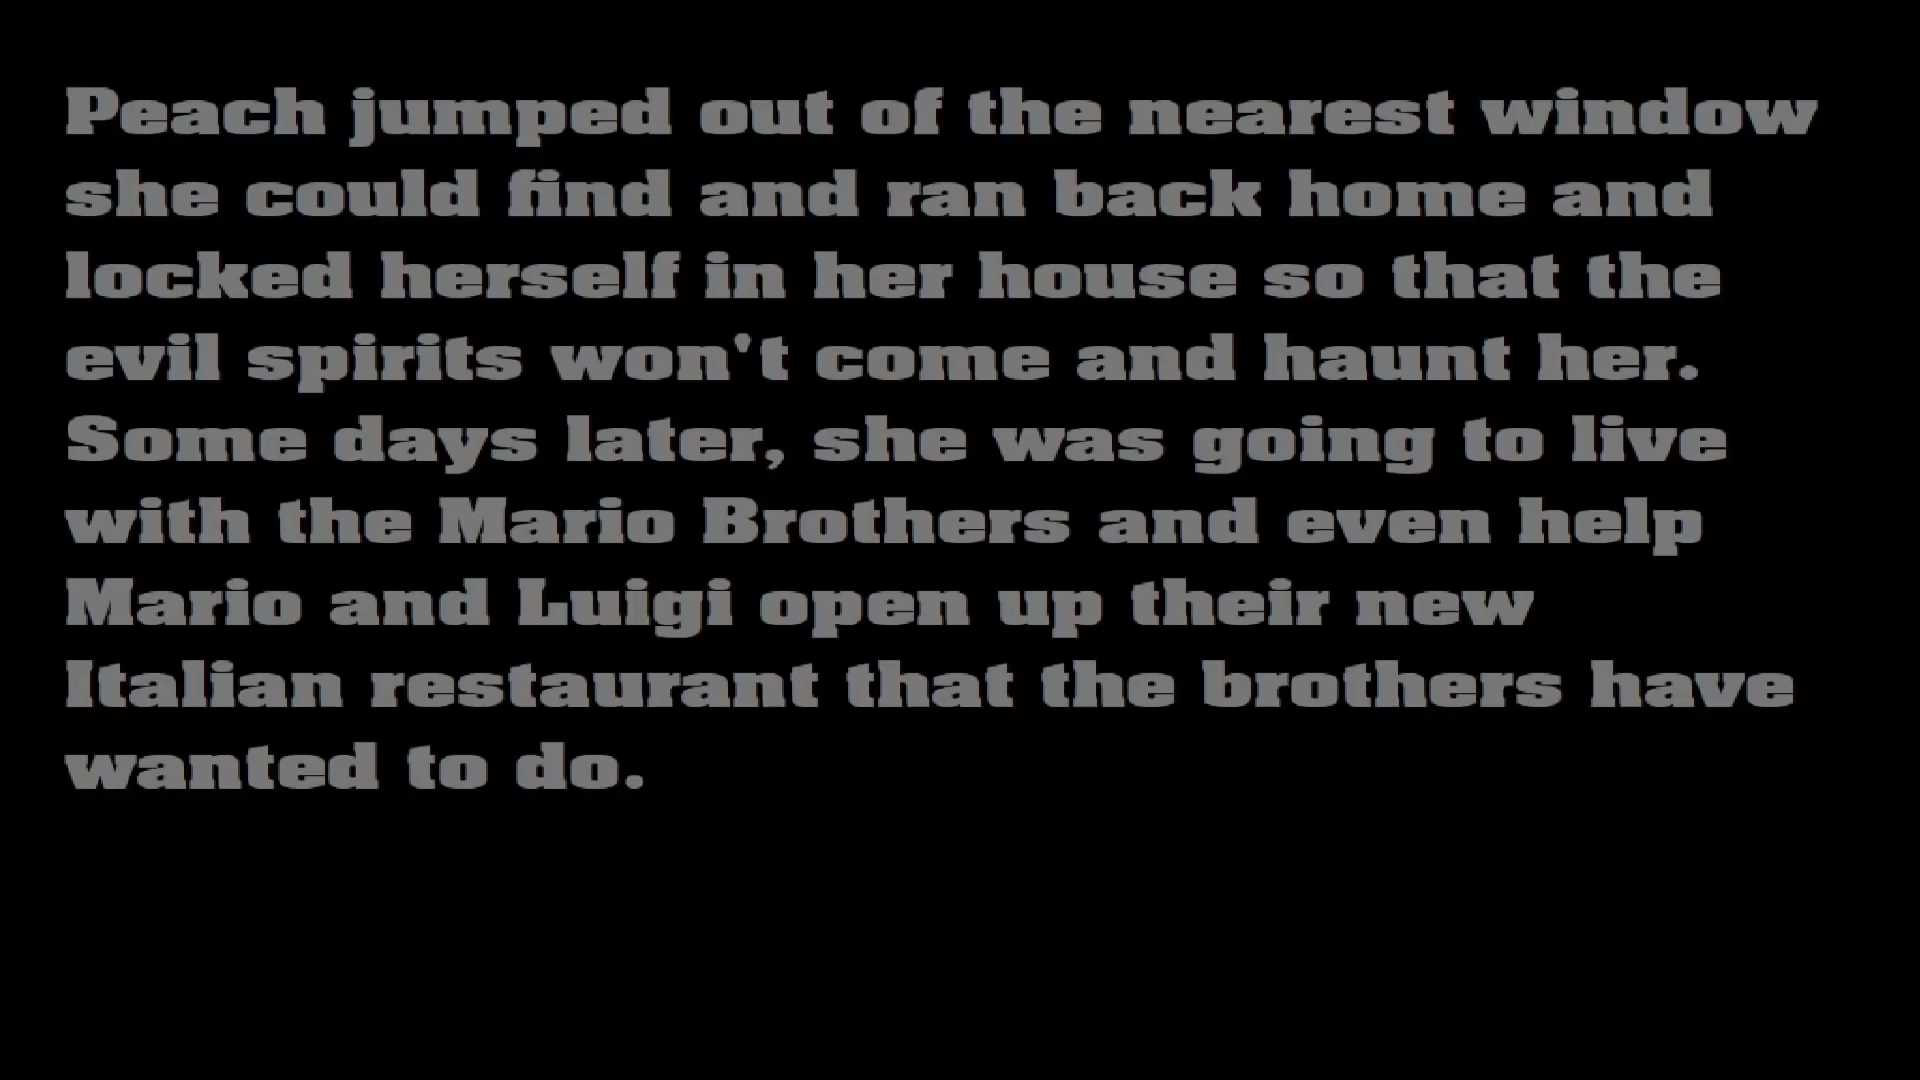 Peach jumped out of the nearest window
she could find and ran back home and
locked herself in her house so that the
evil spirits won't come and haunt her.
Some days later, she was going to live
with the Mario Brothers and even help
Mario and Luigi open up their new
Italian restaurant that the brothers have
wanted to do.